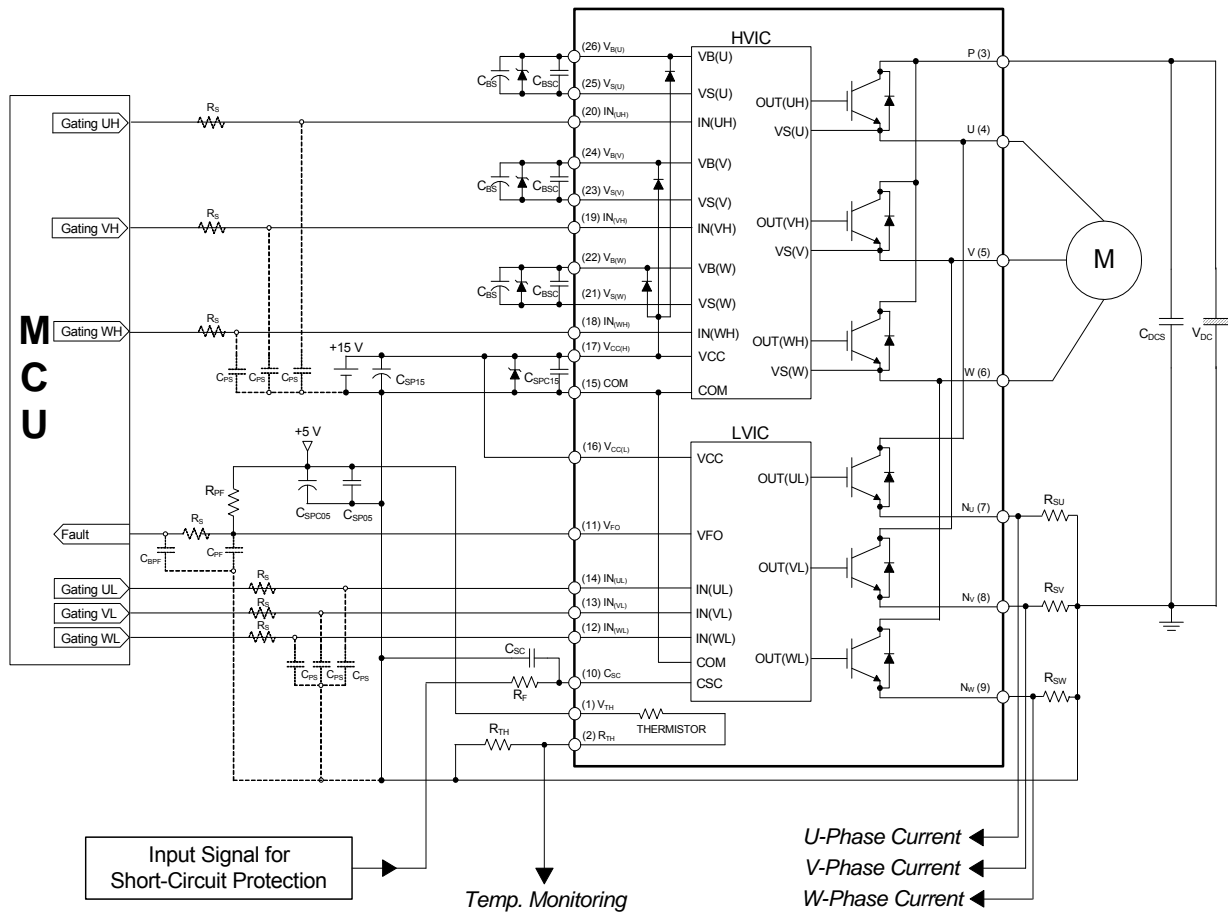 HVIC
(26) VB(U)
VB(U)
P (3)
CBS
CBSC
(25) VS(U)
VS(U)
OUT(UH)
Gating UH
RS
(20) IN(UH)
IN(UH)
VS(U)
U (4)
(24) VB(V)
VB(V)
CBS
CBSC
(23) VS(V)
VS(V)
OUT(VH)
Gating VH
RS
(19) IN(VH)
IN(VH)
VS(V)
V (5)
M
(22) VB(W)
VB(W)
CBS
CBSC
(21) VS(W)
VS(W)
Gating WH
RS
(18) IN(WH)
IN(WH)
OUT(WH)
CDCS
VDC
M
C
U
+15 V
(17) VCC(H)
VCC
VS(W)
W (6)
CPS
CPS
CPS
CSP15
CSPC15
(15) COM
COM
+5 V
LVIC
(16) VCC(L)
VCC
OUT(UL)
RPF
CSPC05
CSP05
NU (7)
RSU
Fault
RS
(11) VFO
VFO
CBPF
CPF
OUT(VL)
Gating UL
RS
(14) IN(UL)
IN(UL)
Gating VL
RS
(13) IN(VL)
IN(VL)
NV (8)
RSV
Gating WL
RS
(12) IN(WL)
IN(WL)
CSC
COM
OUT(WL)
CPS
CPS
CPS
RF
(10) CSC
CSC
NW (9)
RSW
(1) VTH
THERMISTOR
RTH
(2) RTH
Input Signal for
Short-Circuit Protection
Temp. Monitoring
U-Phase Current
V-Phase Current
W-Phase Current